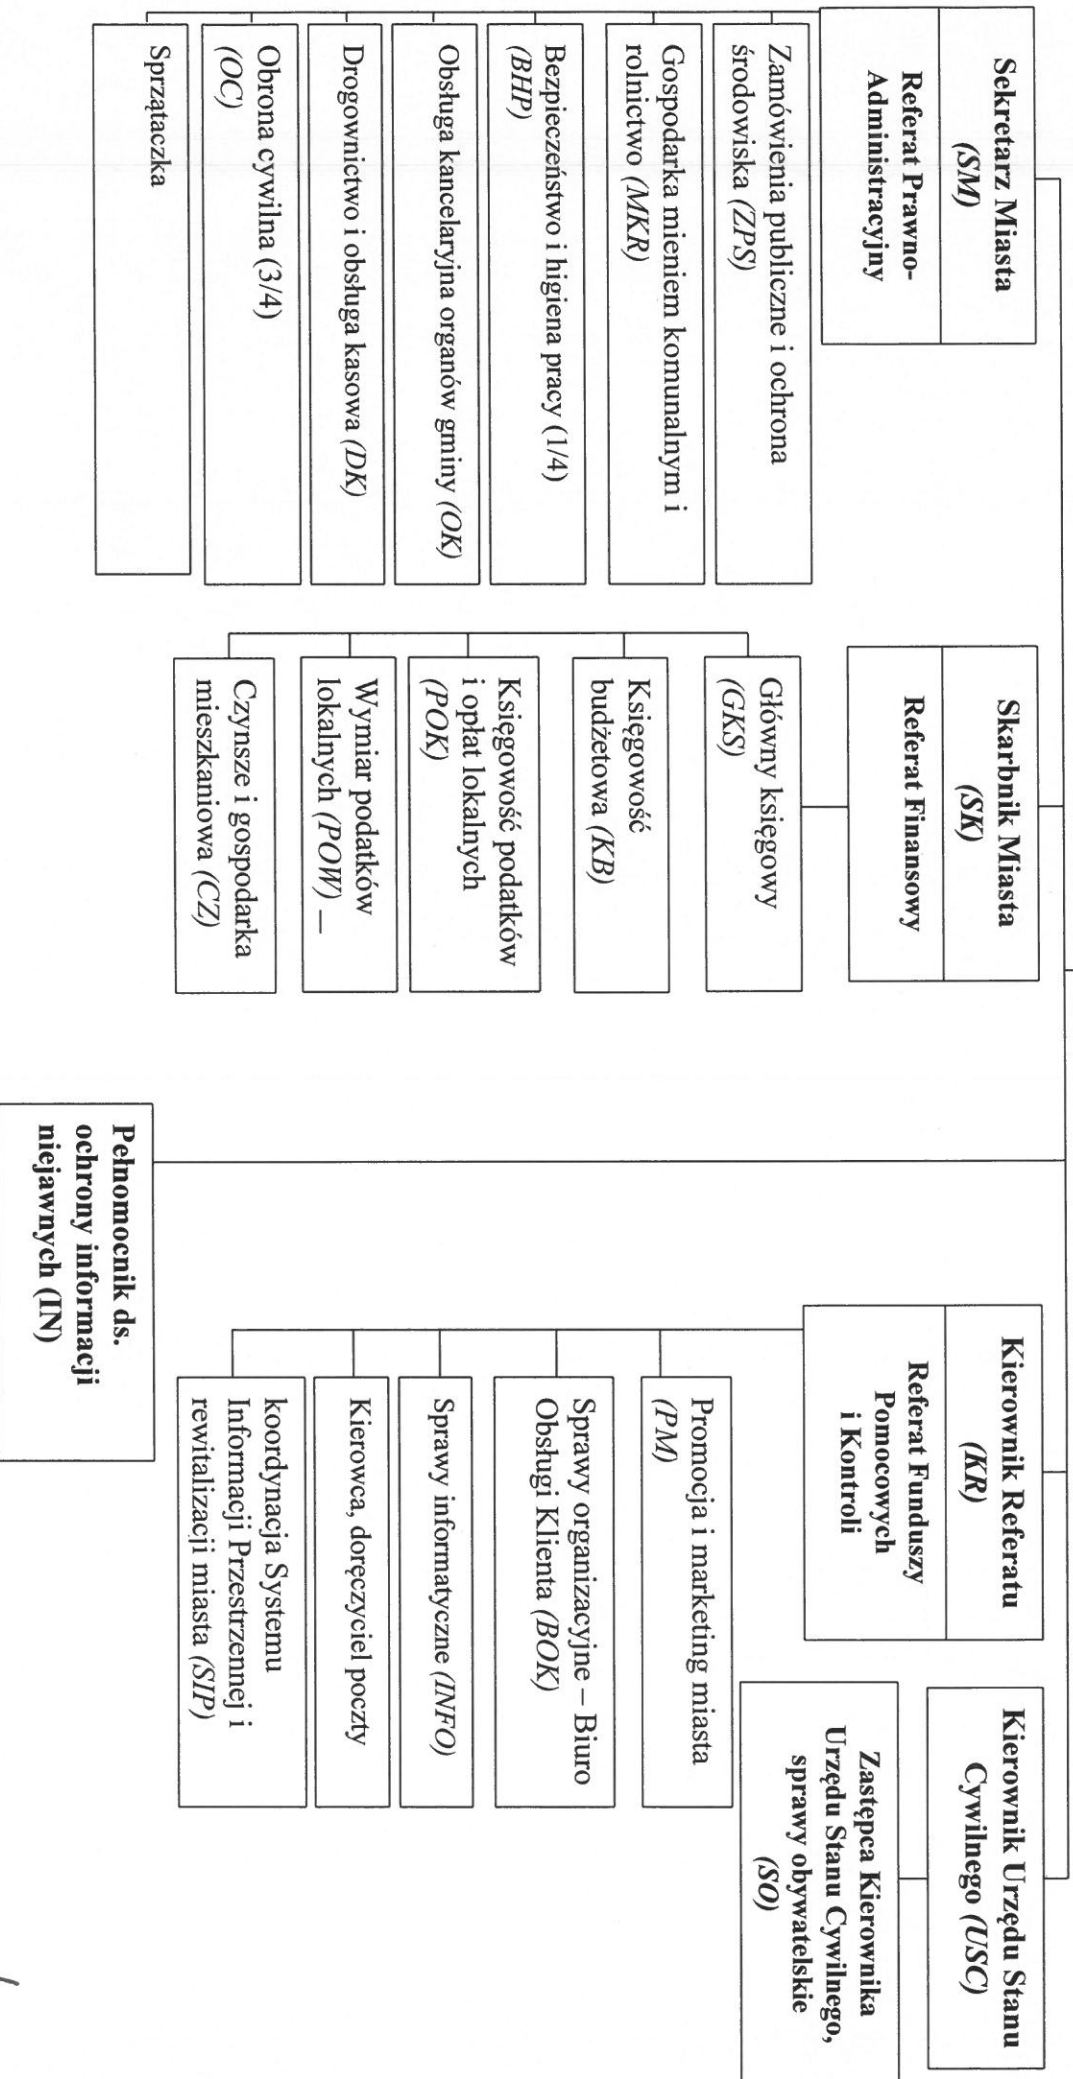 Sekretarz Miasta
(SM)
Referat Prawno-
Administracyjny
Zamówienia publiczne i ochrona
środowiska (ZPS)
Gospodarka mieniem komunalnym i
rolnictwo (MKR)
Bezpieczeństwo i higiena pracy (1/4)
(BHP)
Obsługa kancelaryjna organów gminy (OK)
Drogownictwo i obsługa kasowa (DK)
Obrona cywilna (3/4)
(OC)
Sprzątaczka
Skarbnik Miasta
(SK)
Referat Finansowy
Główny księgowy
(GKS)
Księgowość
budżetowa (KB)
Księgowość podatków
i opłat lokalnych
(POK)
Wymiar podatków
lokalnych (POW) –
Czynsze i gospodarka
mieszkaniowa (CZ)
Pełnomocnik ds.
ochrony informacji
niejawnych (IN)
Kierownik Referatu
(KR)
Referat Funduszy
Pomocowych
i Kontroli
Promocja i marketing miasta
(PM)
Sprawy organizacyjne – Biuro
Obsługi Klienta (BOK)
Sprawy informatyczne (INFO)
Kierowca, doręczyciel poczty
koordynacja Systemu
Informacji Przestrzennej i
rewitalizacji miasta (SIP)
Kierownik Urzędu Stanu
Cywilnego (USC)
Zastępca Kierownika
Urzędu Stanu Cywilnego,
sprawy obywatelskie
(SO)